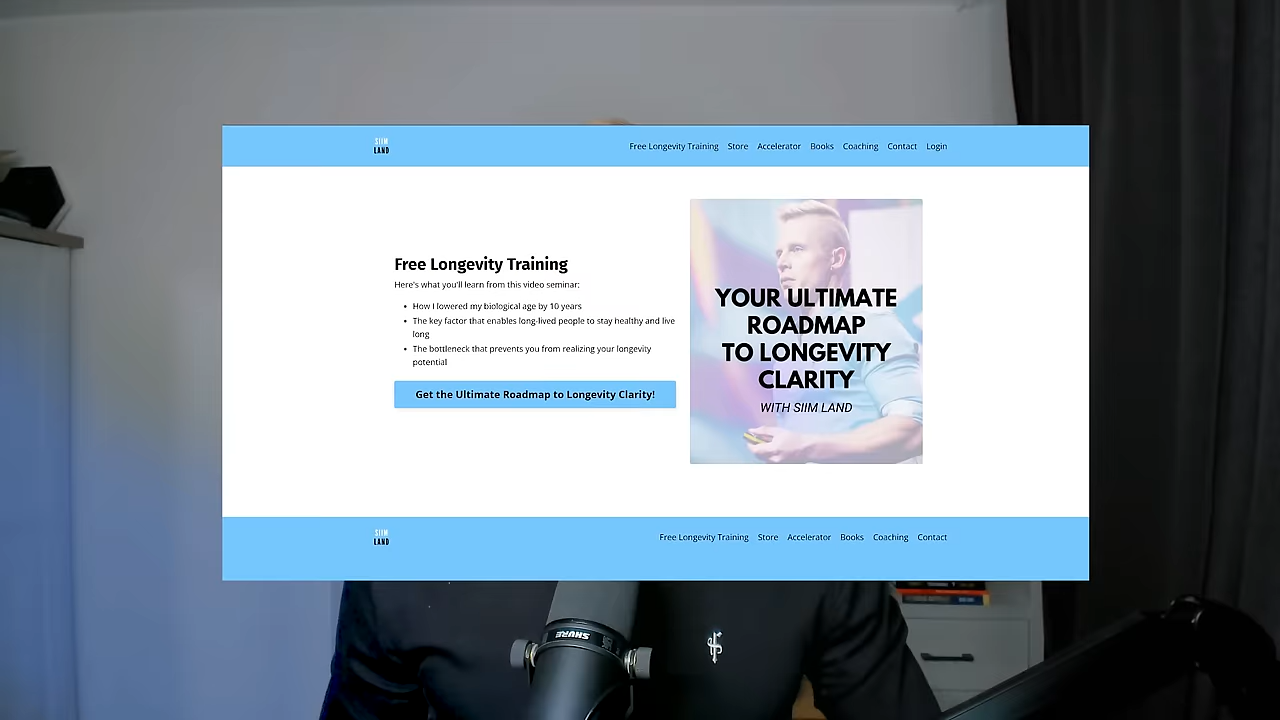 SIIM
LAND
Free Longevity Training Store Accelerator Books Coaching Contact Login
Free Longevity Training
Here's what you'll learn from this video seminar:
• How I lowered my biological age by 10 years
• The key factor that enables long-lived people to stay healthy and live
long
• The bottleneck that prevents you from realizing your longevity
potential
Get the Ultimate Roadmap to Longevity Clarity!
YOUR ULTIMATE
ROADMAP
TO LONGEVITY
CLARITY
WITH SIIM LAND
SIIM
LAND
Free Longevity Training Store Accelerator Books Coaching Contact
SHURE